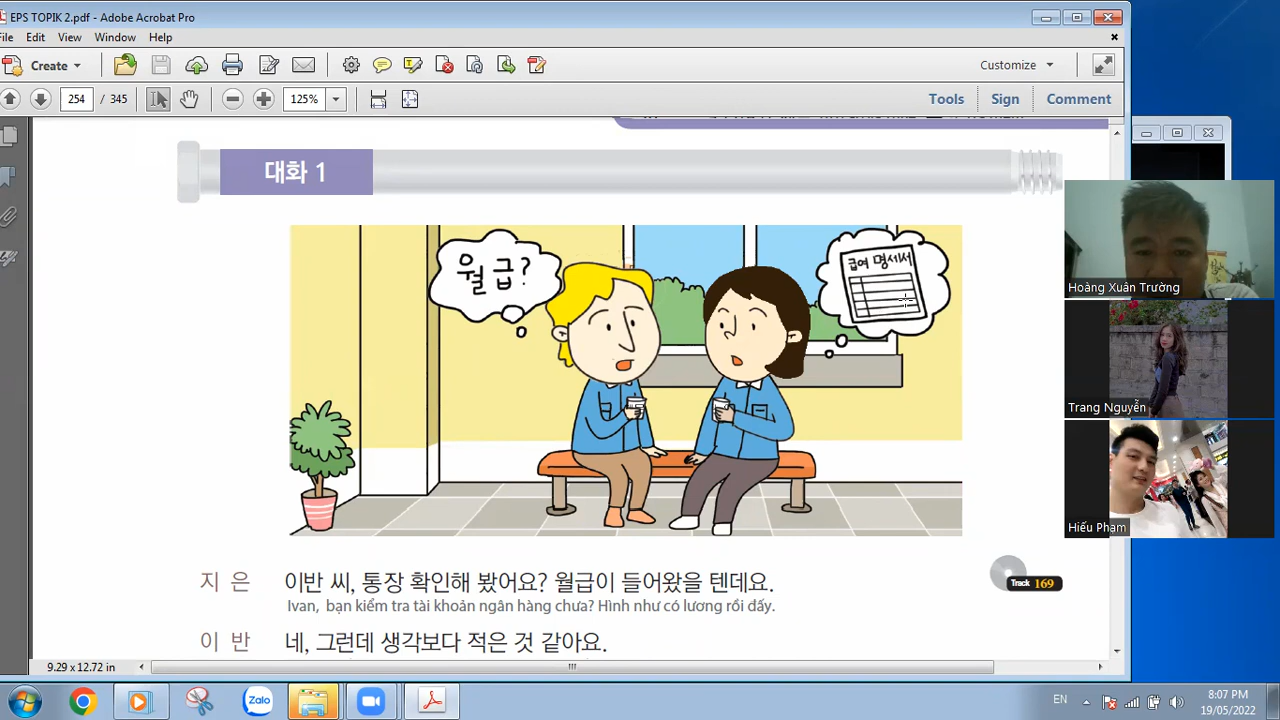 EPS TOPIK 2.pdf - Adobe Acrobat Pro
File Edit View Window Help
Create
Customize
254 / 345
125%
Tools
Sign
Comment
대화 1
월급?
급여 명세서
Hoàng Xuân Trường
Trang Nguyễn
Hiếu Phạm
지 은 이반 씨, 통장 확인해 봤어요? 월급이 들어왔을 텐데요.
Ivan, bạn kiểm tra tài khoản ngân hàng chưa? Hình như có lương rồi đấy.
Track 169
이 반 네, 그런데 생각보다 적은 것 같아요.
9.29 x 12.72 in
Zalo
EN
8:07 PM
19/05/2022